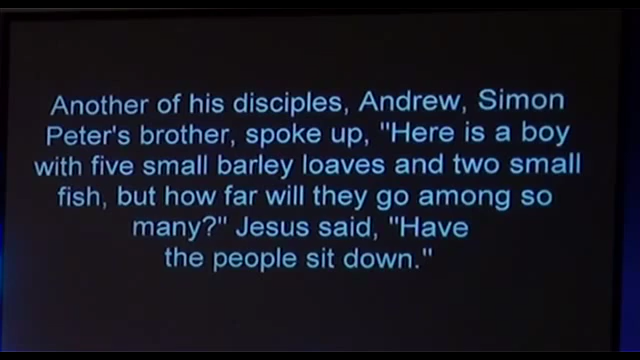 Another of his disciples, Andrew, Simon
Peter's brother, spoke up, "Here is a boy
with five small barley loaves and two small
fish, but how far will they go among so
many?" Jesus said, "Have
the people sit down."